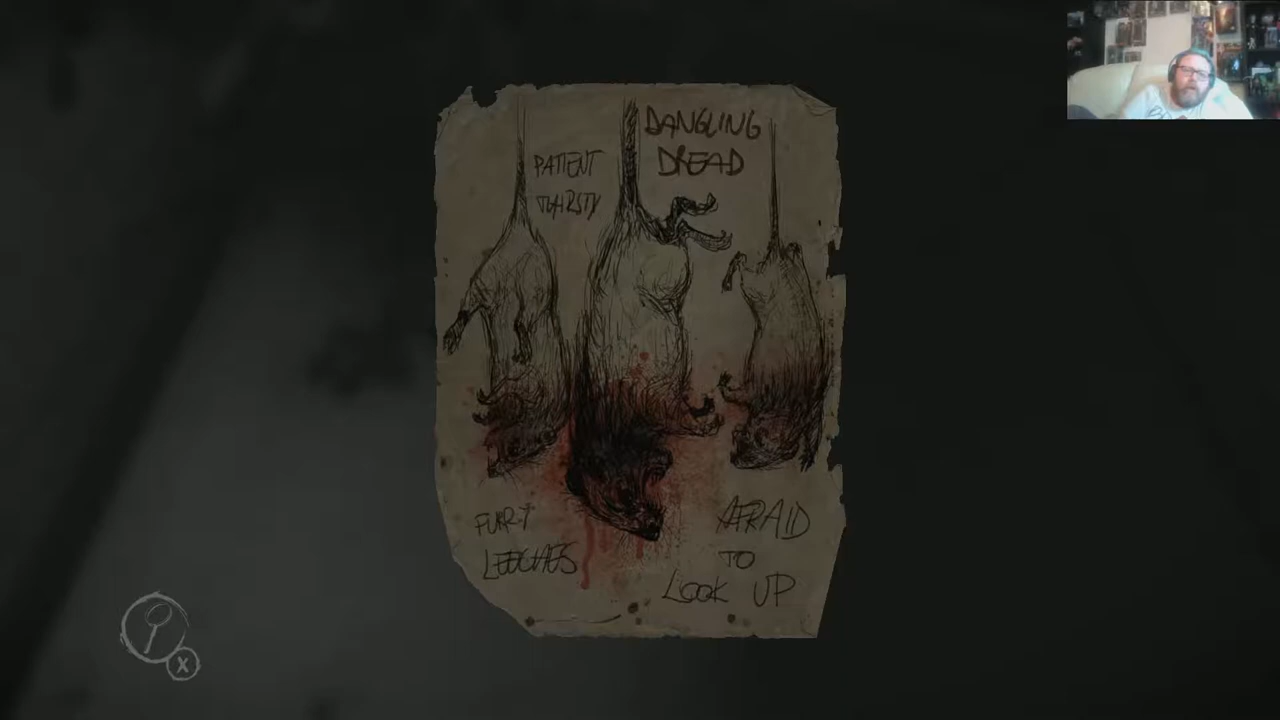 DANGLING
DREAD
PATIENT
THIRSTY
FURRY
LEECHES
AFRAID
TO
LOOK UP
X